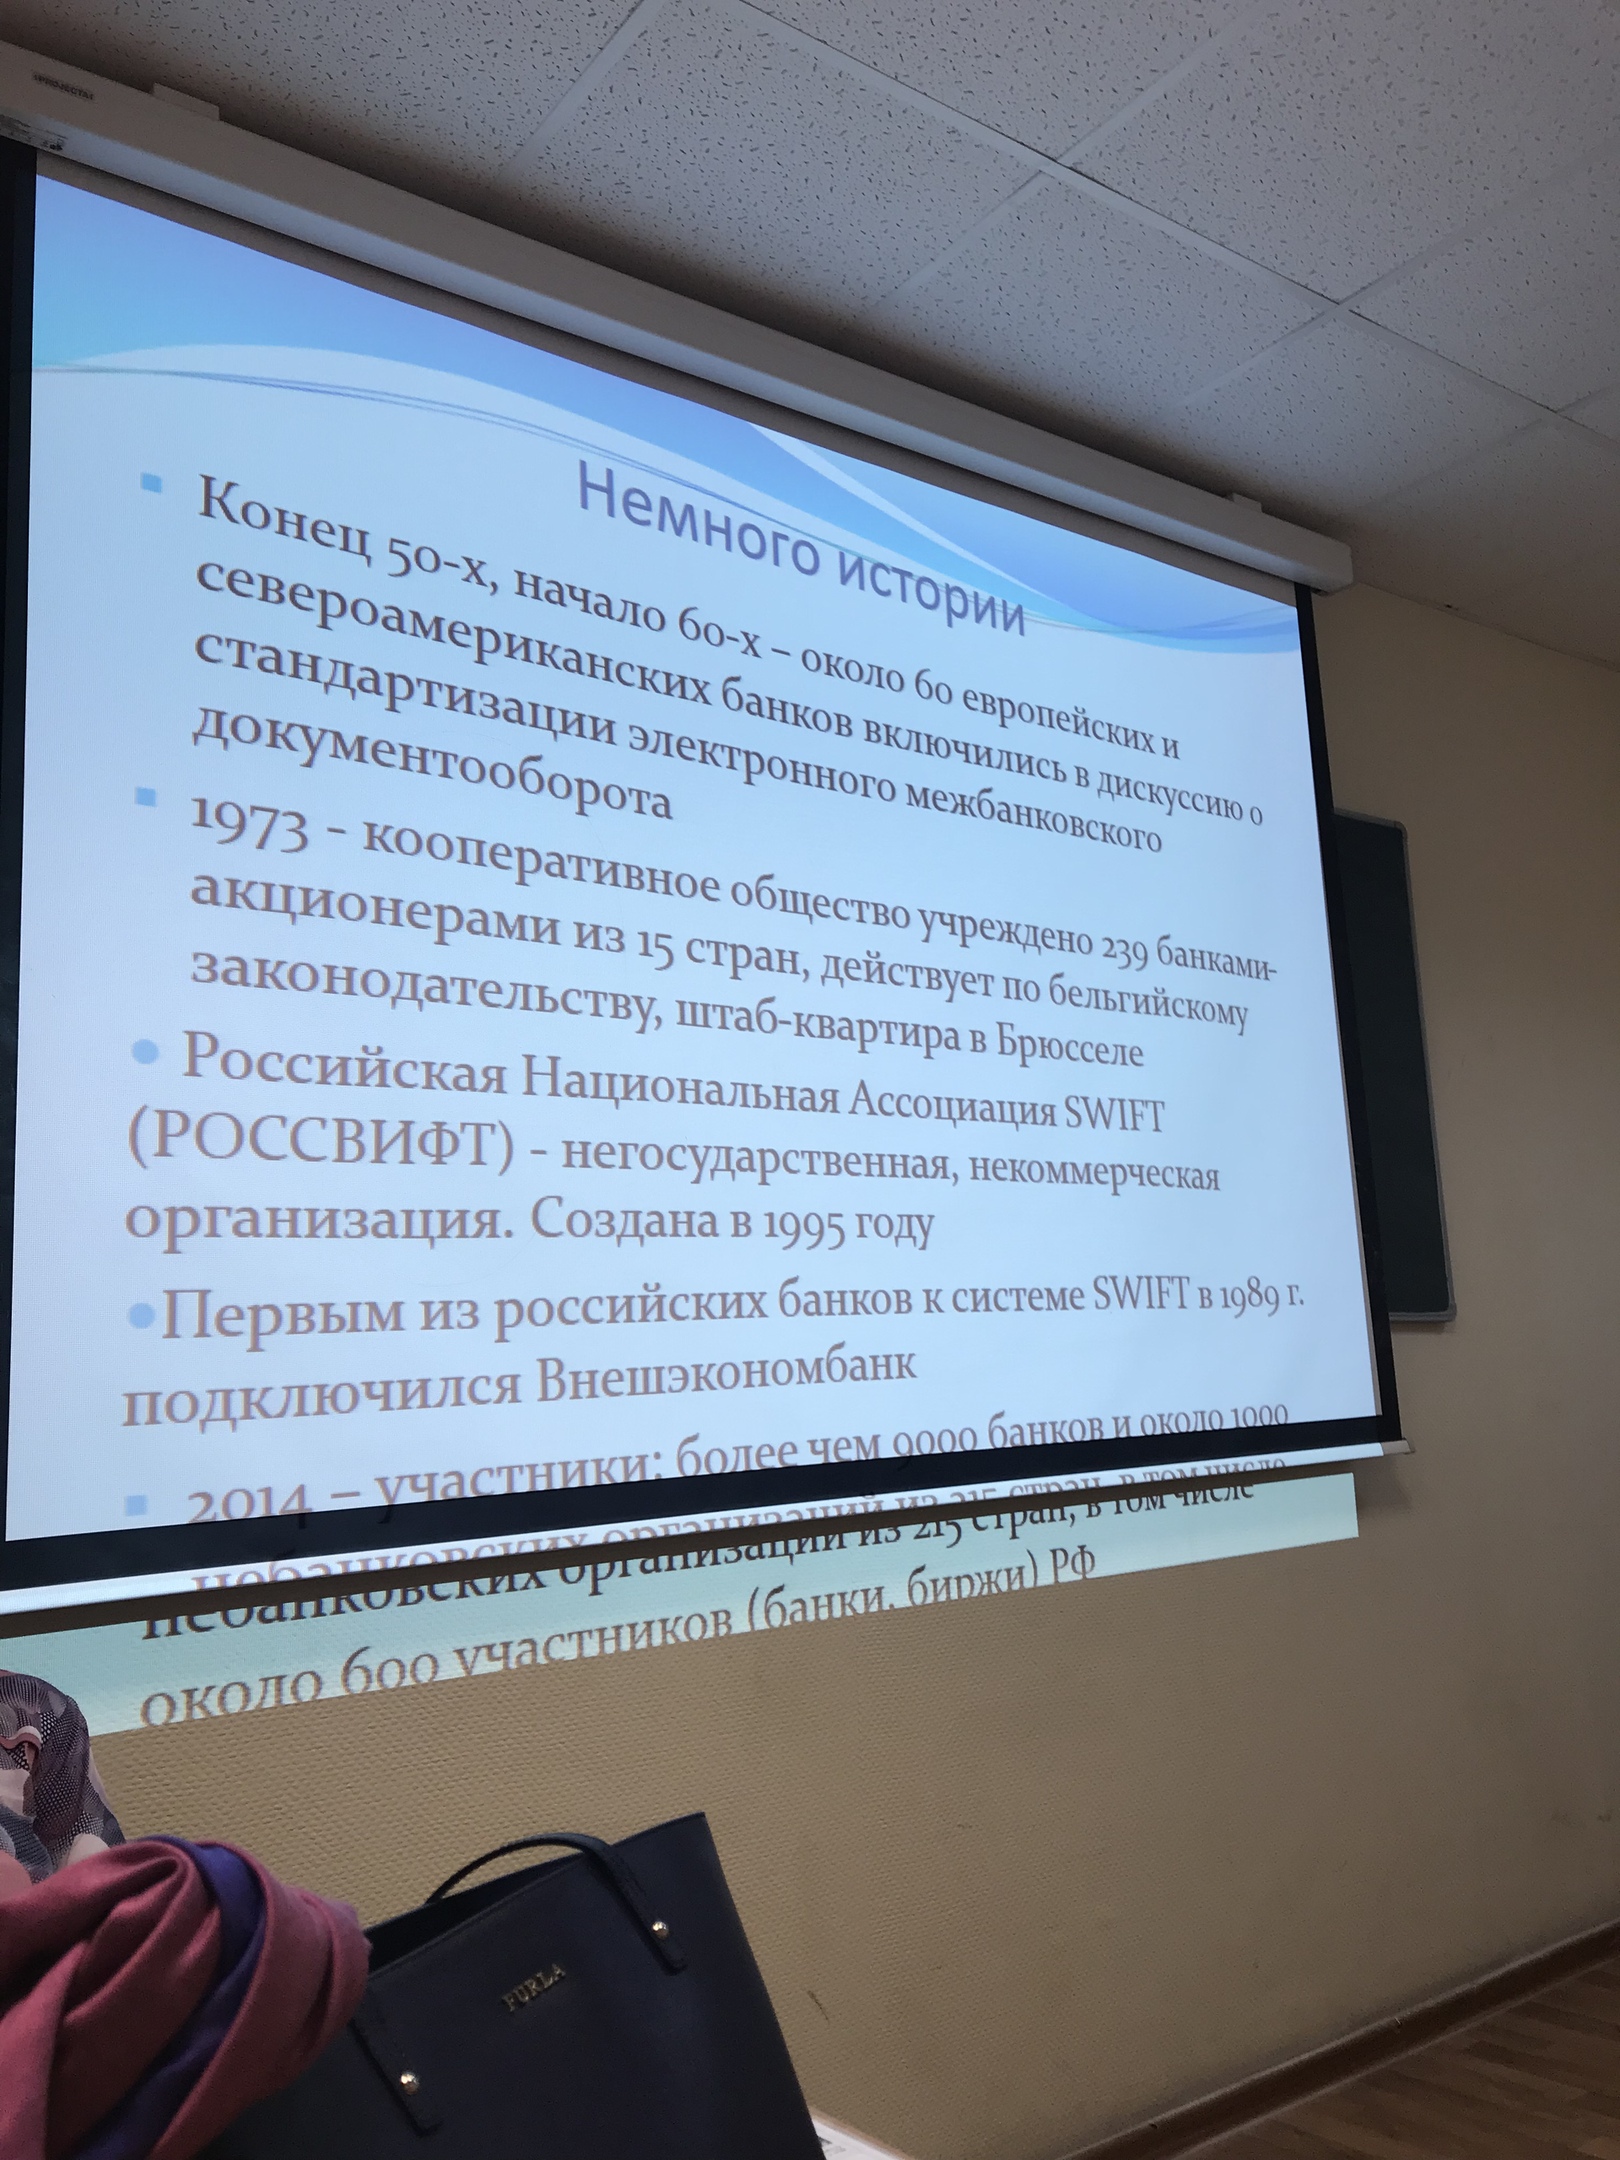 PROJECTA
Немного истории
Конец 50-х, начало 60-х – около 60 европейских и
североамериканских банков включились в дискуссию о
стандартизации электронного межбанковского
документооборота
1973 - кооперативное общество учреждено 239 банками-
акционерами из 15 стран, действует по бельгийскому
законодательству, штаб-квартира в Брюсселе
Российская Национальная Ассоциация SWIFT
(РОССВИФТ) - негосударственная, некоммерческая
организация. Создана в 1995 году
Первым из российских банков к системе SWIFT в 1989 г.
подключился Внешэкономбанк
2014 – участники: более чем 9000 банков и около 1000
небанковских организаций из 215 стран, в том числе
около 600 участников (банки, биржи) РФ
FURLA